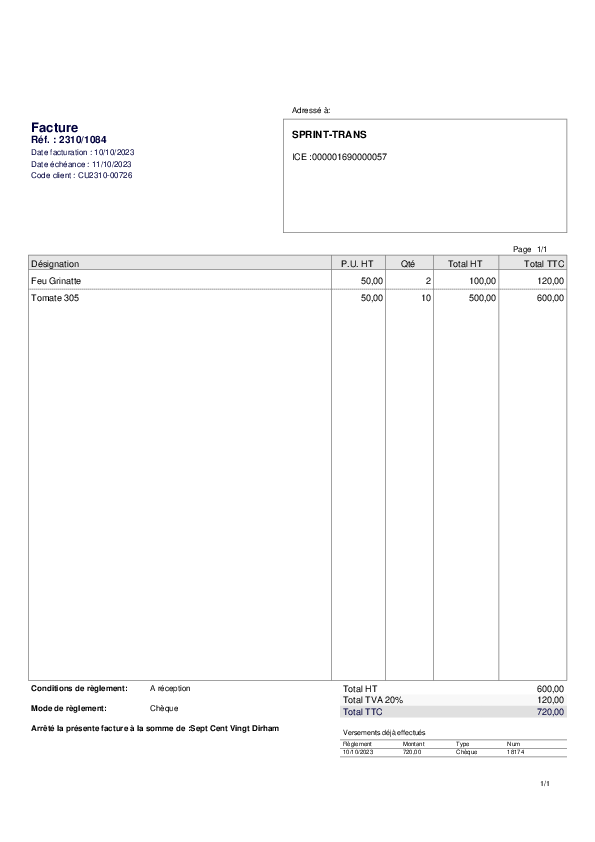 Adressé à:
Facture
Réf. : 2310/1084
Date facturation : 10/10/2023
Date échéance : 11/10/2023
Code client : CU2310-00726
SPRINT-TRANS
ICE :000001690000057
Page 1/1
Désignation P.U. HT Qté Total HT Total TTC
Feu Grinatte 50,00 2 100,00 120,00
Tomate 305 50,00 10 500,00 600,00
Conditions de règlement: A réception
Mode de règlement: Chèque
Arrêté la présente facture à la somme de :Sept Cent Vingt Dirham
Total HT 600,00
Total TVA 20% 120,00
Total TTC 720,00
Versements déjà effectués
Règlement Montant Type Num
10/10/2023 720,00 Chèque 18174
1/1